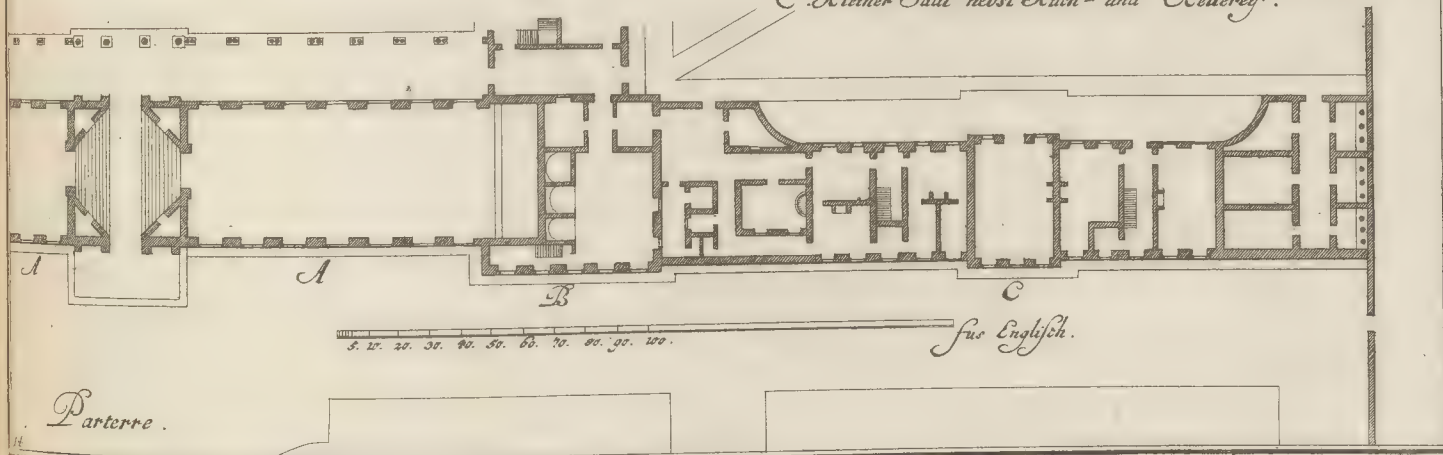 C. Kleiner Saal nebst Küch- und Kellerey.
A
A
B
C
5. 10. 20. 30. 40. 50. 60. 70. 80. 90. 100.
fus Englisch.
Parterre.
14